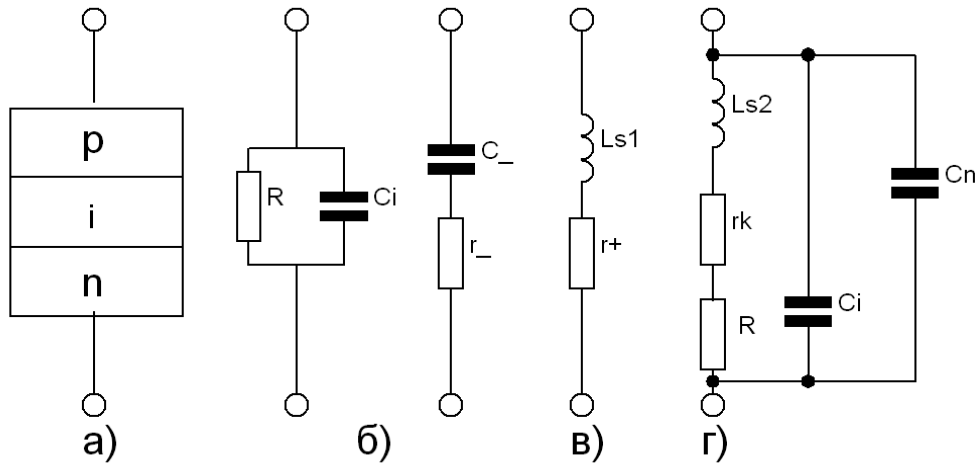 p
i
n
R
Ci
C_
r_
Ls1
r+
Ls2
rk
R
Ci
Cn
а)
б)
в)
г)